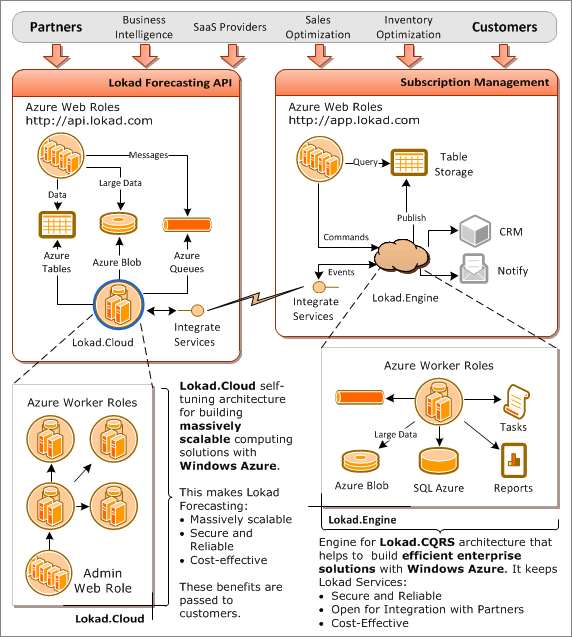 Partners
Business
Intelligence
SaaS Providers
Sales
Optimization
Inventory
Optimization
Customers
Lokad Forecasting API
Azure Web Roles
http://api.lokad.com
Messages
Large Data
Data
Azure
Tables
Azure Blob
Azure
Queues
Lokad.Cloud
Integrate
Services
Subscription Management
Azure Web Roles
http://app.lokad.com
Query
Table
Storage
Publish
Commands
CRM
Events
Notify
Integrate
Services
Lokad.Engine
Azure Worker Roles
Admin
Web Role
Lokad.Cloud
Lokad.Cloud self-
tuning architecture
for building
massively
scalable computing
solutions with
Windows Azure.
This makes Lokad
Forecasting:
• Massively scalable
• Secure and
Reliable
• Cost-effective
These benefits are
passed to
customers.
Azure Worker Roles
Tasks
Large Data
Azure Blob
SQL Azure
Reports
Lokad.Engine
Engine for Lokad.CQRS architecture that
helps to build efficient enterprise
solutions with Windows Azure. It keeps
Lokad Services:
• Secure and Reliable
• Open for Integration with Partners
• Cost-Effective